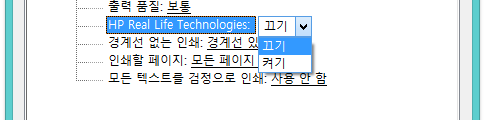 출력 품질: 보통
HP Real Life Technologies: 끄기
경계선 없는 인쇄: 경계선 있
끄기
인쇄할 페이지: 모든 페이지
켜기
모든 텍스트를 검정으로 인쇄: 사용 안 함